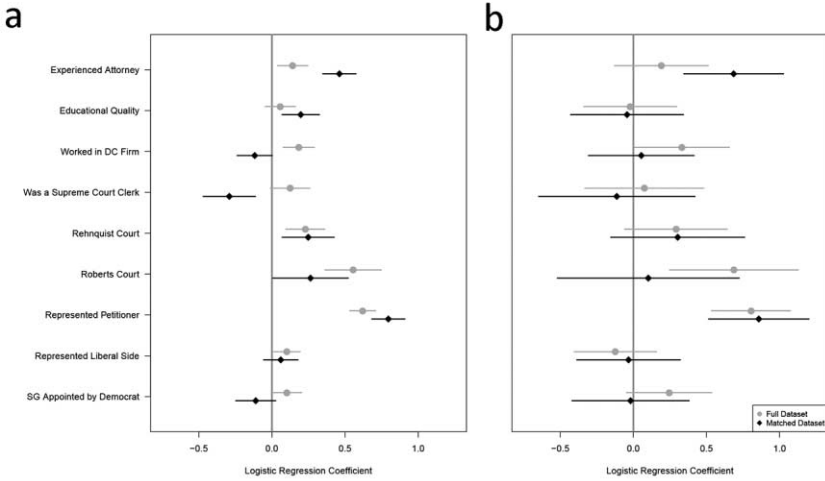 a
b
Experienced Attorney
Educational Quality
Worked in DC Firm
Was a Supreme Court Clerk
Rehnquist Court
Roberts Court
Represented Petitioner
Represented Liberal Side
SG Appointed by Democrat
Full Dataset
Matched Dataset
−0.5 0.0 0.5 1.0
−0.5 0.0 0.5 1.0
Logistic Regression Coefficient
Logistic Regression Coefficient